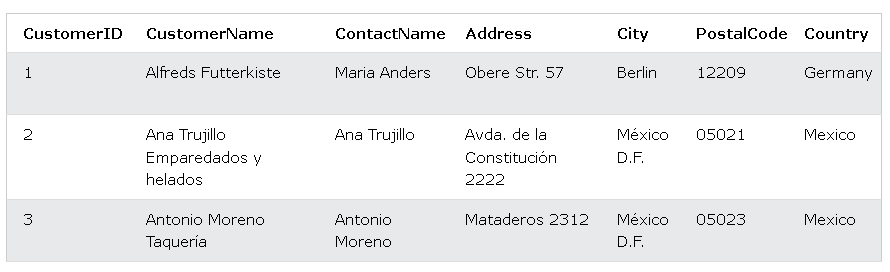 CustomerID CustomerName ContactName Address City PostalCode Country
1 Alfreds Futterkiste Maria Anders Obere Str. 57 Berlin 12209 Germany
2 Ana Trujillo Ana Trujillo Avda. de la México 05021 Mexico
Emparedados y Constitución D.F.
helados 2222
3 Antonio Moreno Antonio Mataderos 2312 México 05023 Mexico
Taquería Moreno D.F.